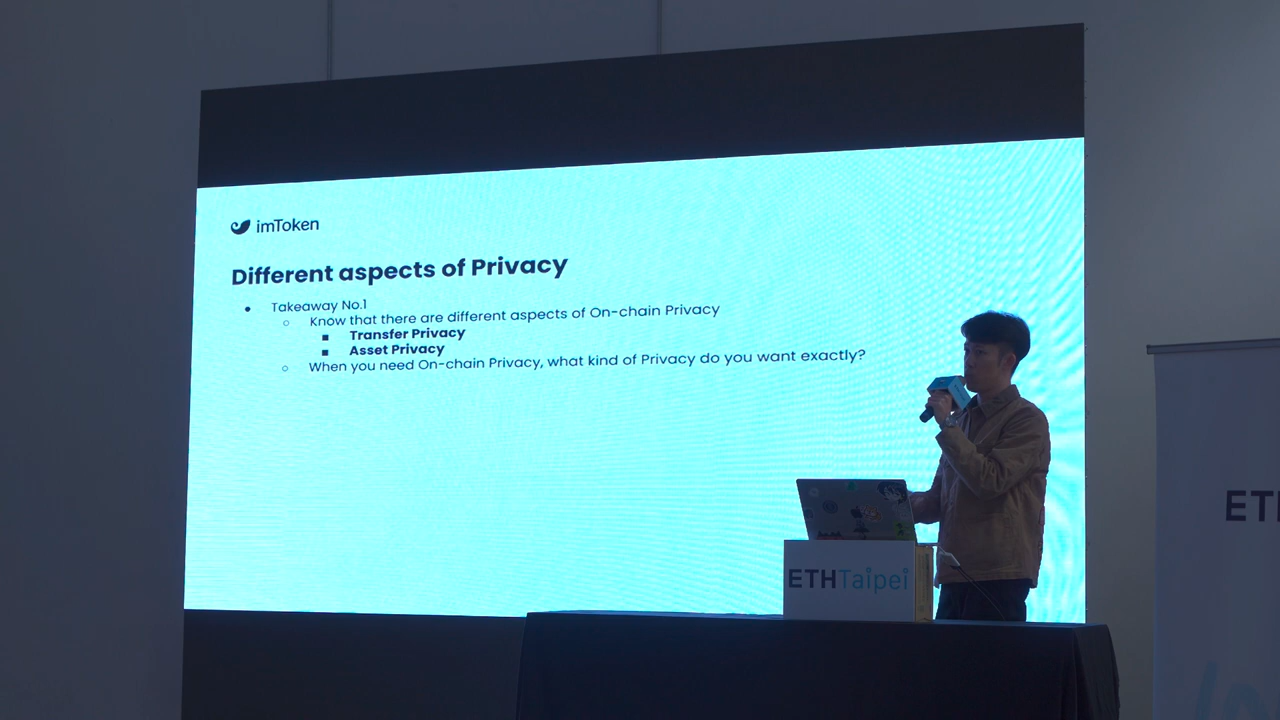 imToken
Different aspects of Privacy
● Takeaway No.1
○ Know that there are different aspects of On-chain Privacy
■ Transfer Privacy
■ Asset Privacy
○ When you need On-chain Privacy, what kind of Privacy do you want exactly?
ETHTaipei
ET